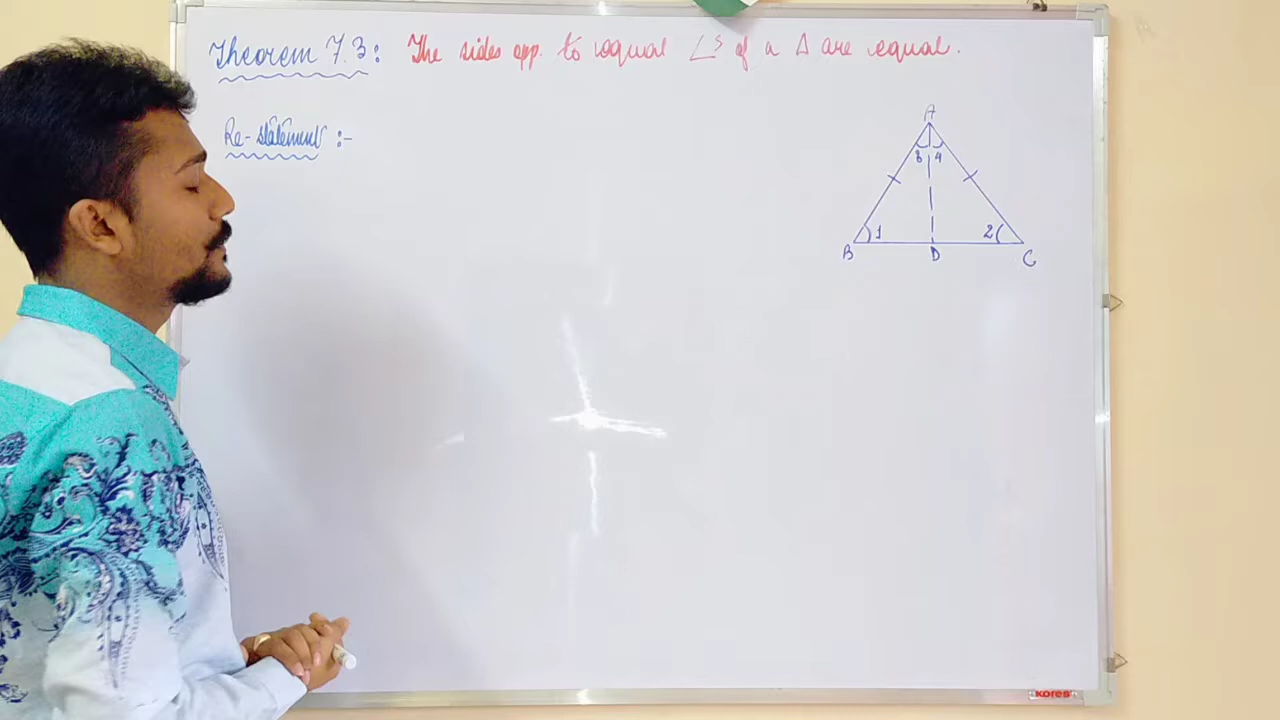 Theorem 7.3: The sides opp. to equal ∠s of a Δ are equal.
Re-statement :-
A
3 4
1 2
B D C
KORES